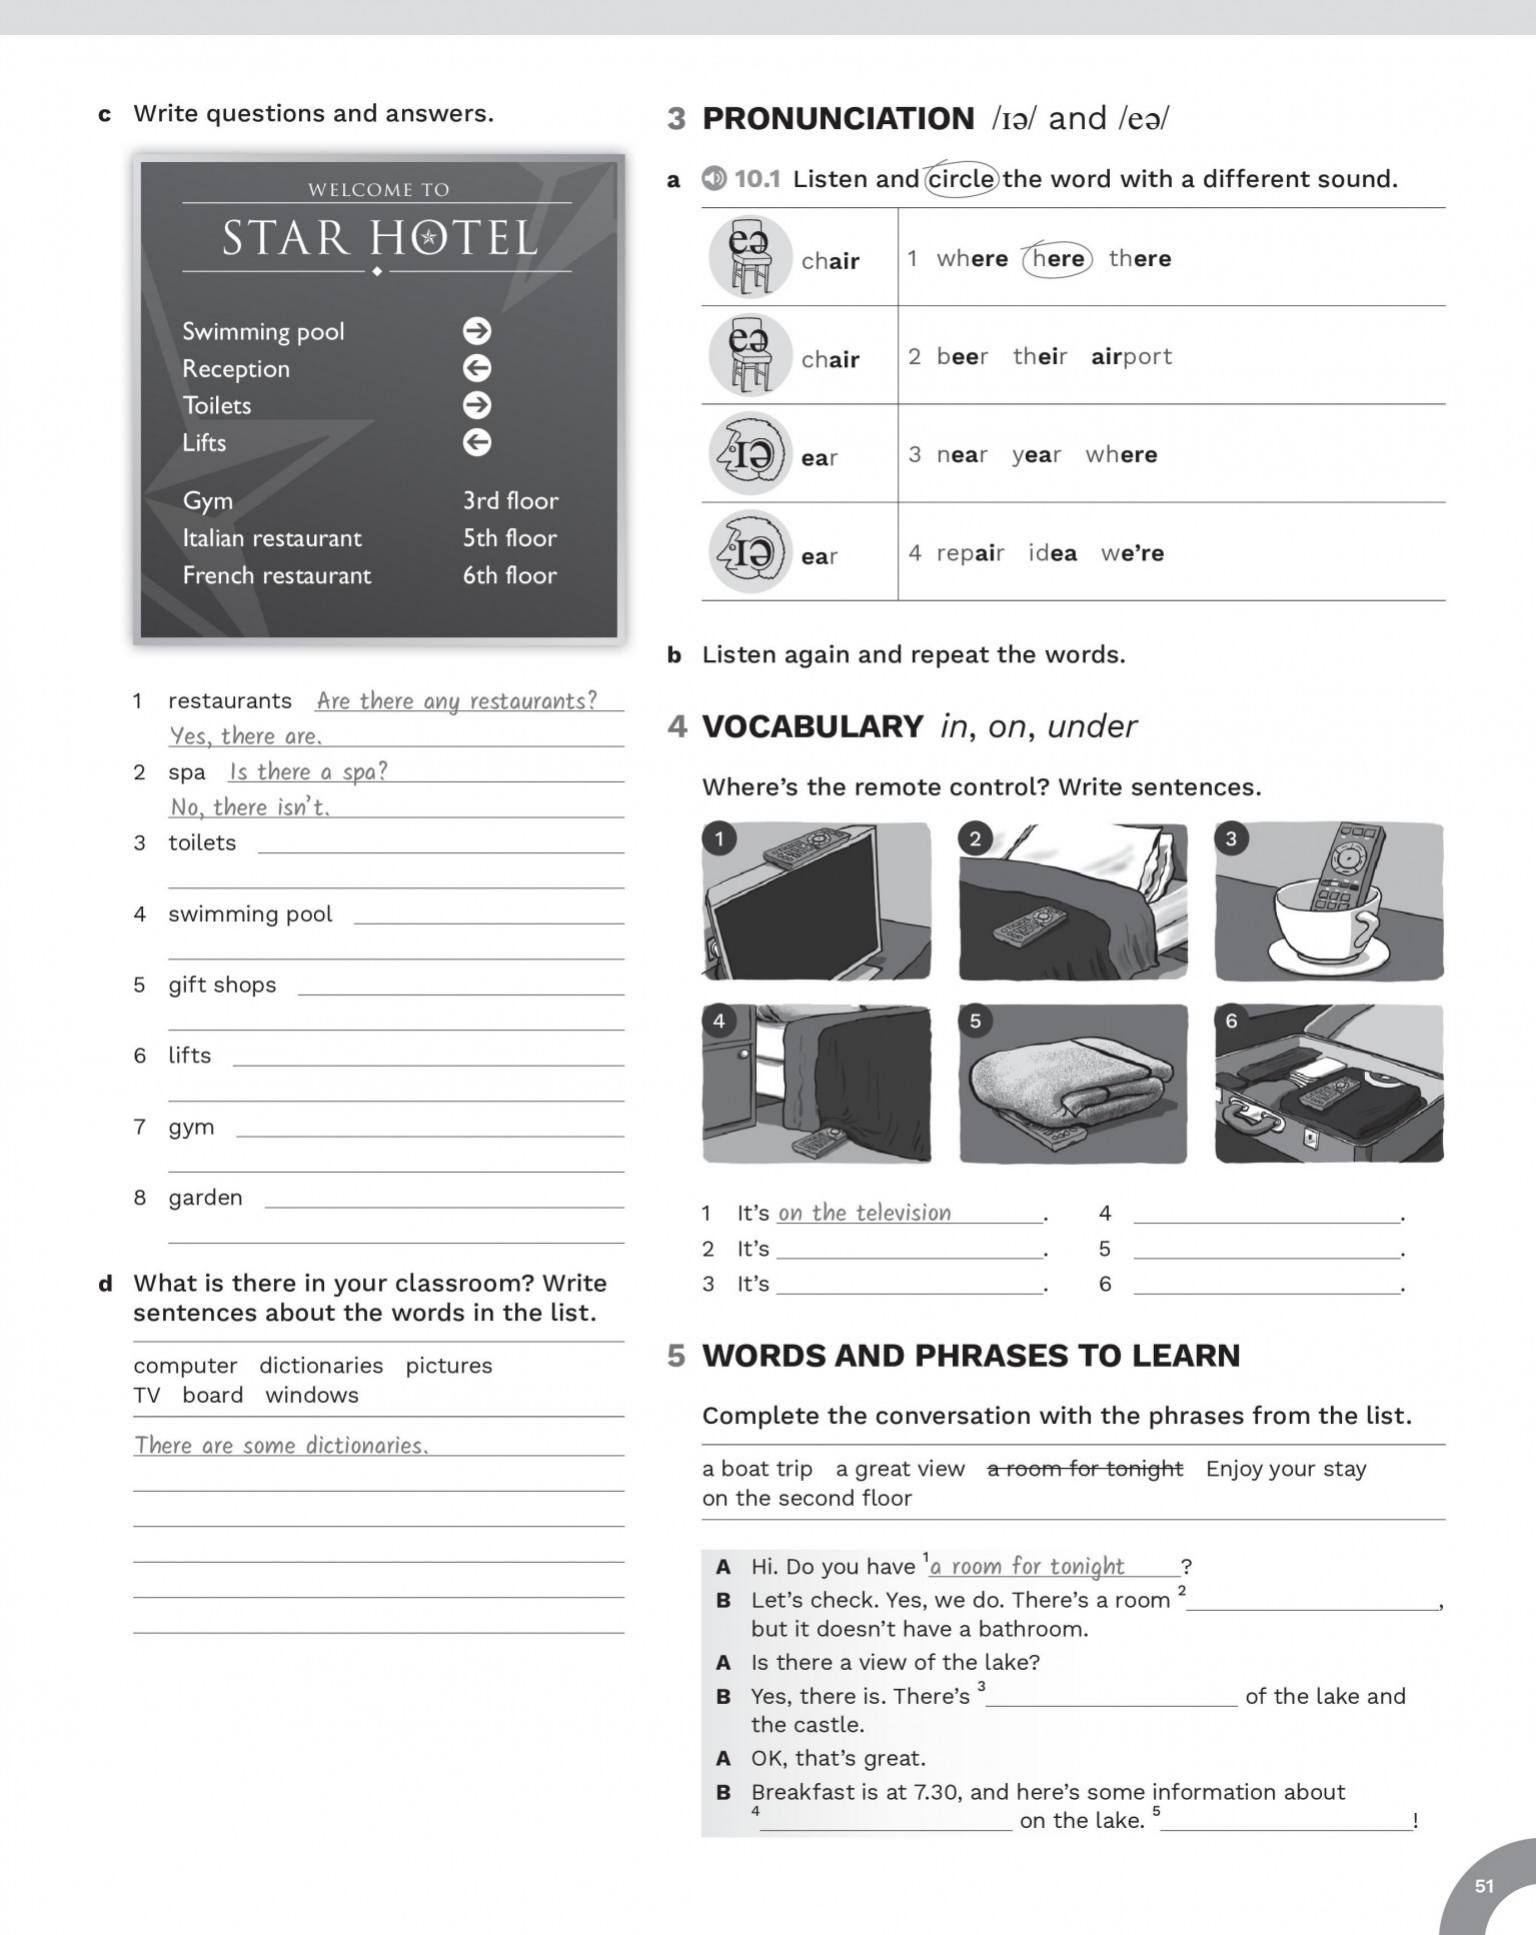 c Write questions and answers.
WELCOME TO
STAR HOTEL
Swimming pool →
Reception ←
Toilets →
Lifts ←
Gym 3rd floor
Italian restaurant 5th floor
French restaurant 6th floor
1 restaurants Are there any restaurants?
Yes, there are.
2 spa Is there a spa?
No, there isn't.
3 toilets
4 swimming pool
5 gift shops
6 lifts
7 gym
8 garden
d What is there in your classroom? Write
sentences about the words in the list.
computer dictionaries pictures
TV board windows
There are some dictionaries.
3 PRONUNCIATION /ɪə/ and /eə/
a 10.1 Listen and circle the word with a different sound.
eə chair 1 where here there
eə chair 2 beer their airport
ɪə ear 3 near year where
ɪə ear 4 repair idea we're
b Listen again and repeat the words.
4 VOCABULARY in, on, under
Where's the remote control? Write sentences.
1 2 3
4 5 6
1 It's on the television. 4 .
2 It's . 5 .
3 It's . 6 .
5 WORDS AND PHRASES TO LEARN
Complete the conversation with the phrases from the list.
a boat trip a great view a room for tonight Enjoy your stay
on the second floor
A Hi. Do you have 1 a room for tonight ?
B Let's check. Yes, we do. There's a room 2 ,
but it doesn't have a bathroom.
A Is there a view of the lake?
B Yes, there is. There's 3 of the lake and
the castle.
A OK, that's great.
B Breakfast is at 7.30, and here's some information about
4 on the lake. 5 !
51